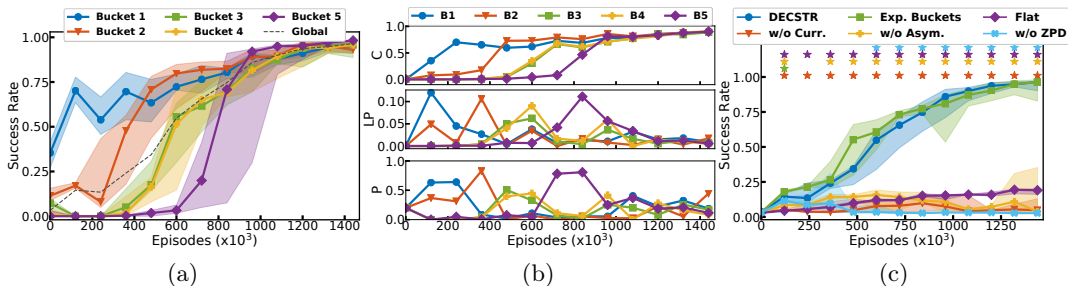 Bucket 1 Bucket 3 Bucket 5
Bucket 2 Bucket 4 Global
Success Rate
1.00
0.75
0.50
0.25
0.00
0 200 400 600 800 1000 1200 1400
Episodes (x10³)
(a)
B1 B2 B3 B4 B5
C
1.0
0.5
0.0
LP
0.10
0.05
0.00
P
1.0
0.5
0.0
0 200 400 600 800 1000 1200 1400
Episodes (x10³)
(b)
DECSTR Exp. Buckets Flat
w/o Curr. w/o Asym. w/o ZPD
Success Rate
1.00
0.75
0.50
0.25
0.00
0 250 500 750 1000 1250
Episodes (x10³)
(c)